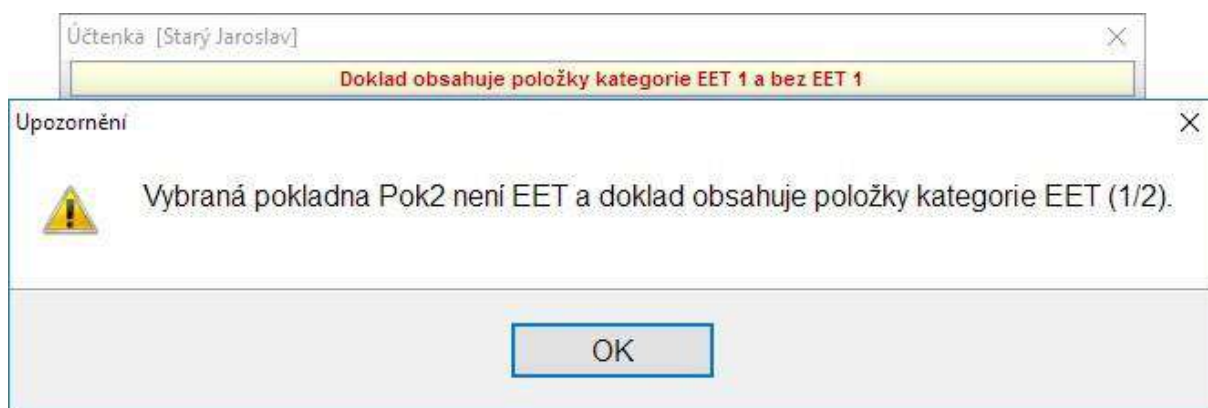 Účtenka [Starý Jaroslav]
Doklad obsahuje položky kategorie EET 1 a bez EET 1
Upozornění
Vybraná pokladna Pok2 není EET a doklad obsahuje položky kategorie EET (1/2).
OK